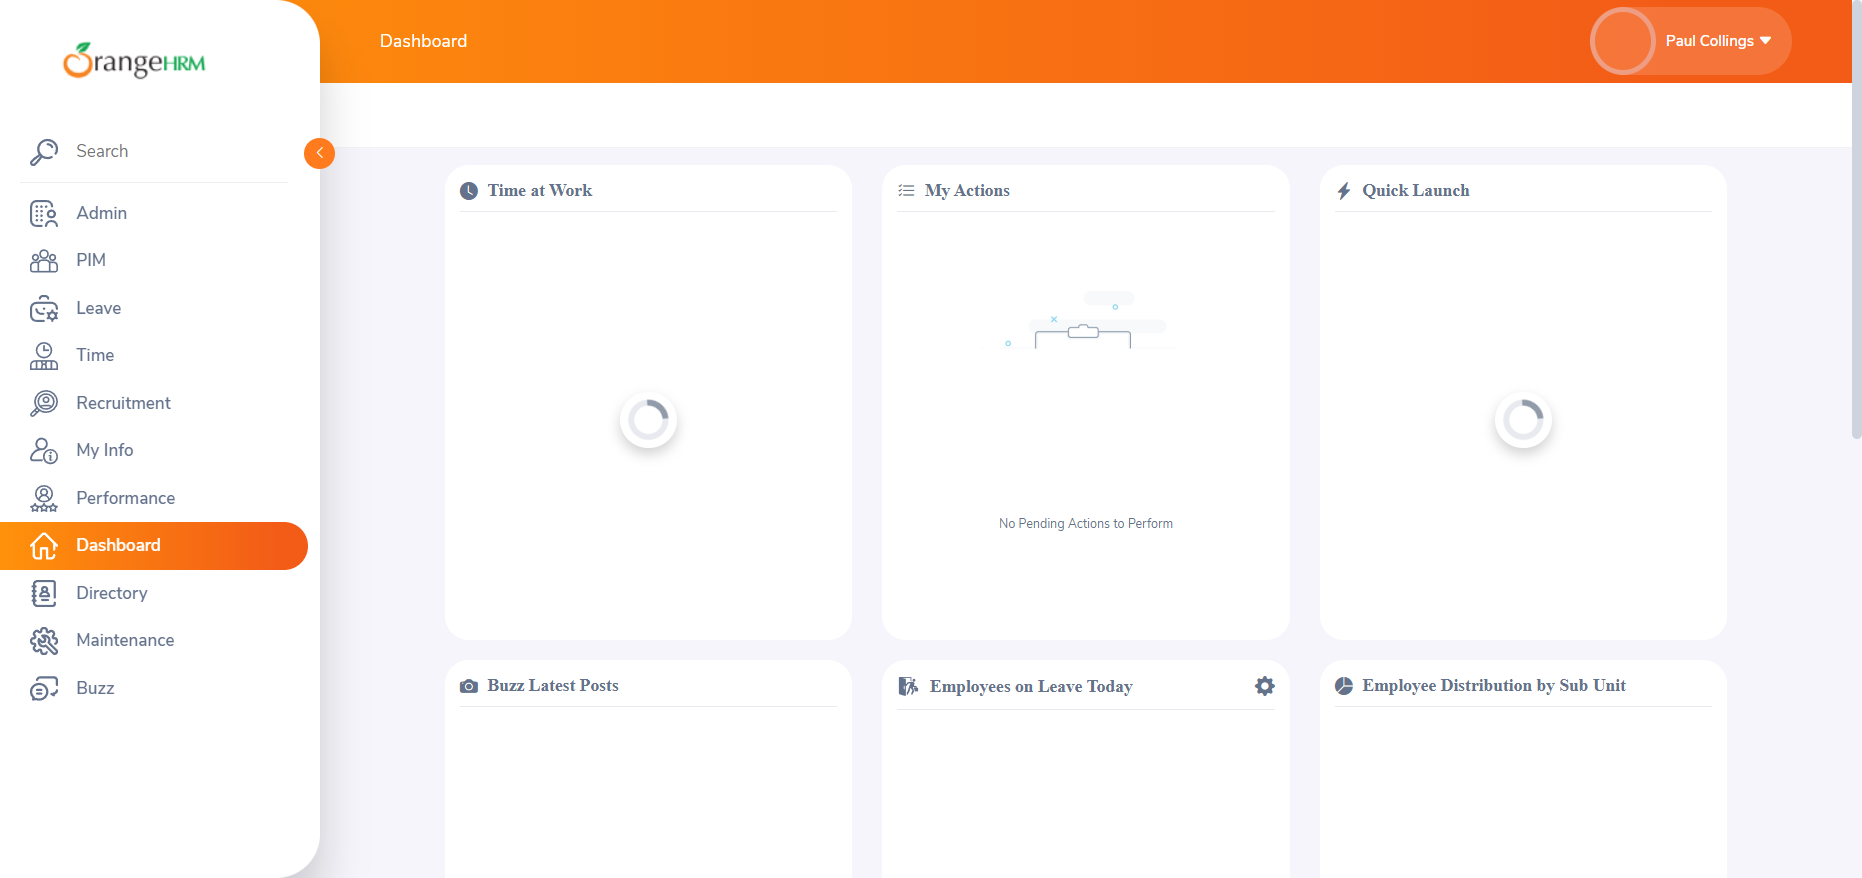 OrangeHRM
Dashboard
Paul Collings
Search
Admin
PIM
Leave
Time
Recruitment
My Info
Performance
Dashboard
Directory
Maintenance
Buzz
Time at Work
My Actions
No Pending Actions to Perform
Quick Launch
Buzz Latest Posts
Employees on Leave Today
Employee Distribution by Sub Unit